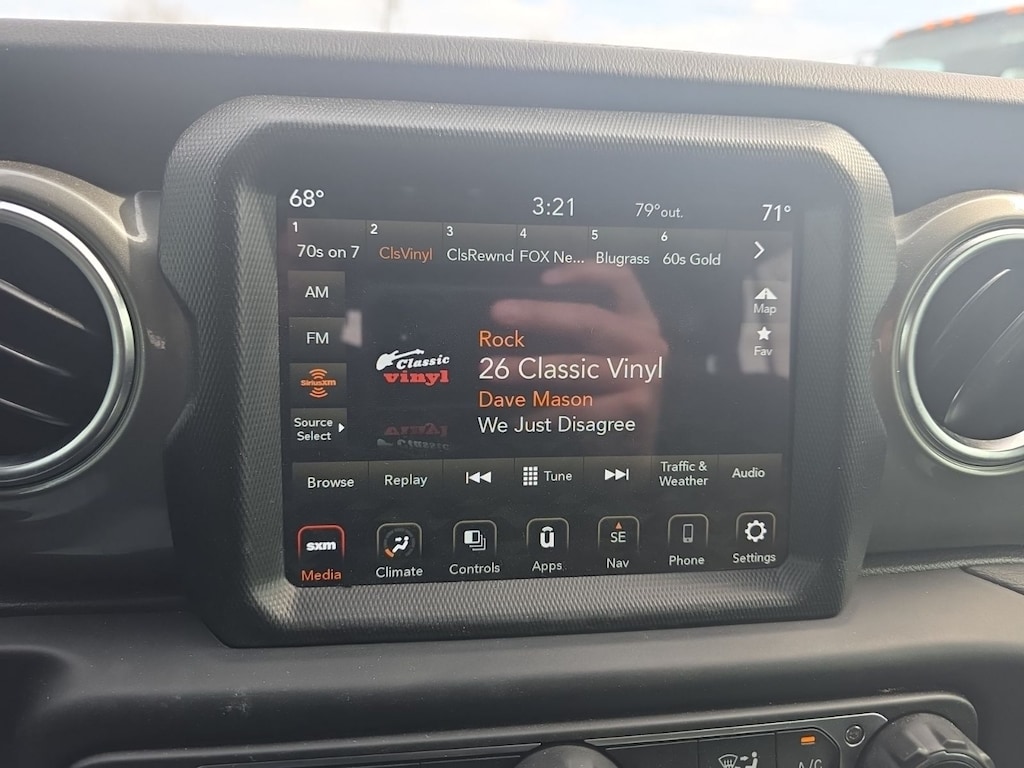 68° 3:21 79°out. 71°
1 2 3 4 5 6
70s on 7 ClsVinyl ClsRewnd FOX Ne... Blugrass 60s Gold
AM
Map
FM
Fav
Rock
Classic
vinyl
26 Classic Vinyl
SiriusXM
Dave Mason
Source
Select
We Just Disagree
Browse Replay Tune Traffic &
Weather Audio
sxm SE
Media Climate Controls Apps Nav Phone Settings
A/C